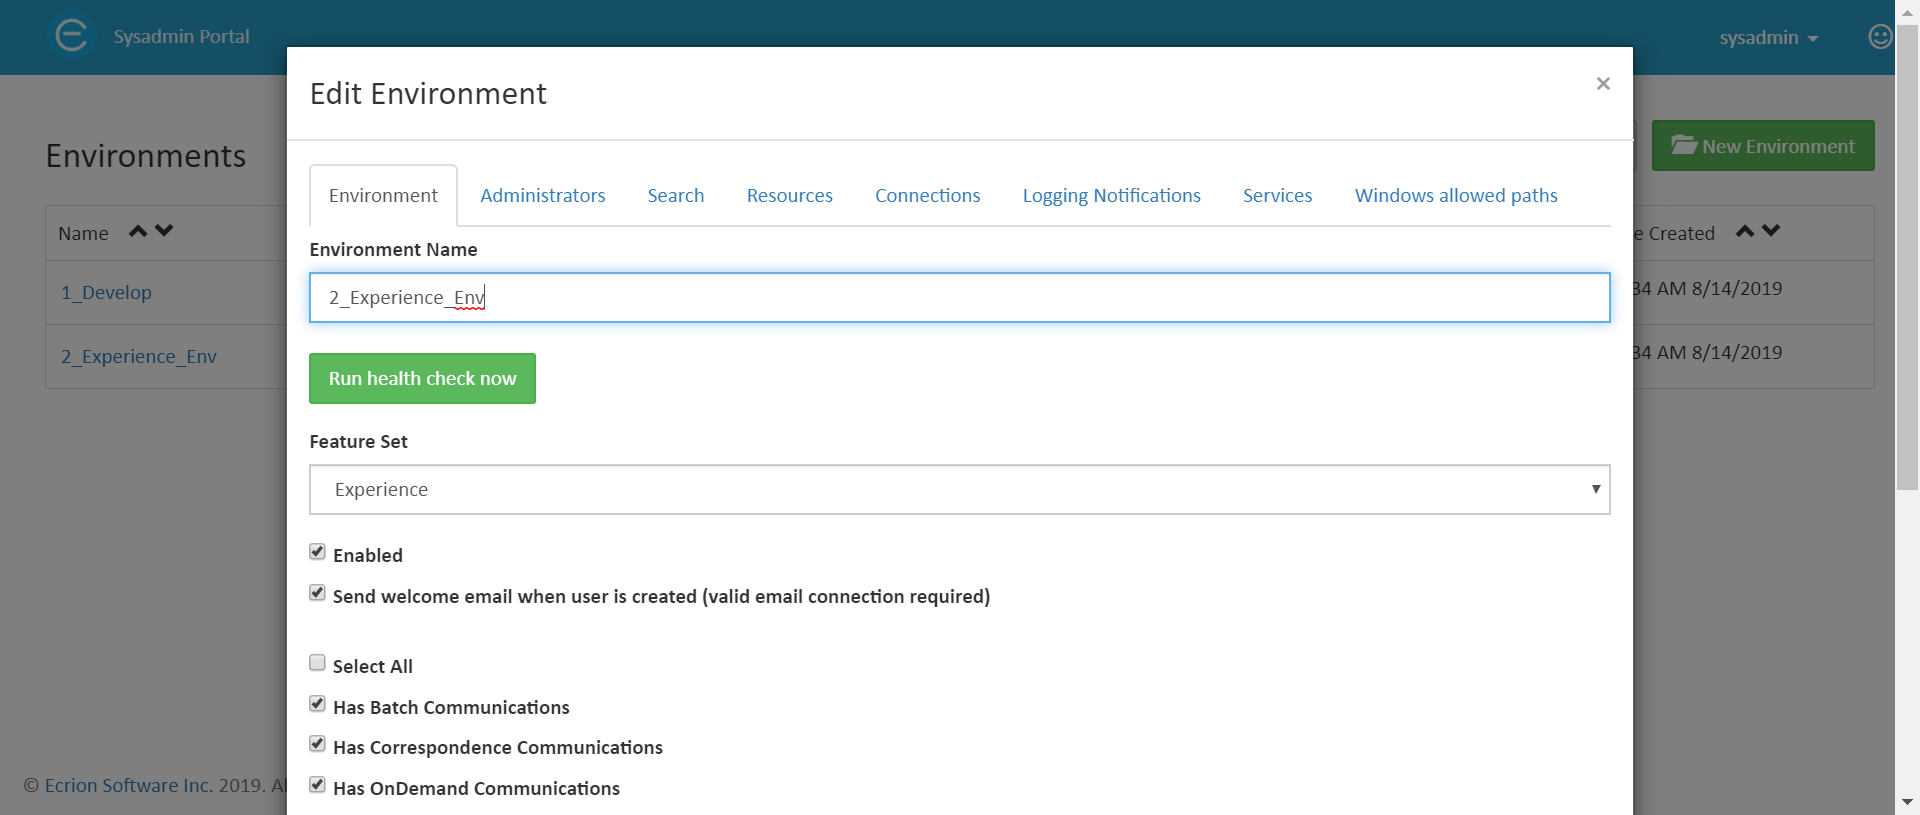 Sysadmin Portal
sysadmin
Edit Environment
×
Environments
New Environment
Environment Administrators Search Resources Connections Logging Notifications Services Windows allowed paths
Name
Created
Environment Name
1_Develop
34 AM 8/14/2019
2_Experience_Env
2_Experience_Env
34 AM 8/14/2019
Run health check now
Feature Set
Experience
Enabled
Send welcome email when user is created (valid email connection required)
Select All
Has Batch Communications
Has Correspondence Communications
Has OnDemand Communications
© Ecrion Software Inc. 2019.